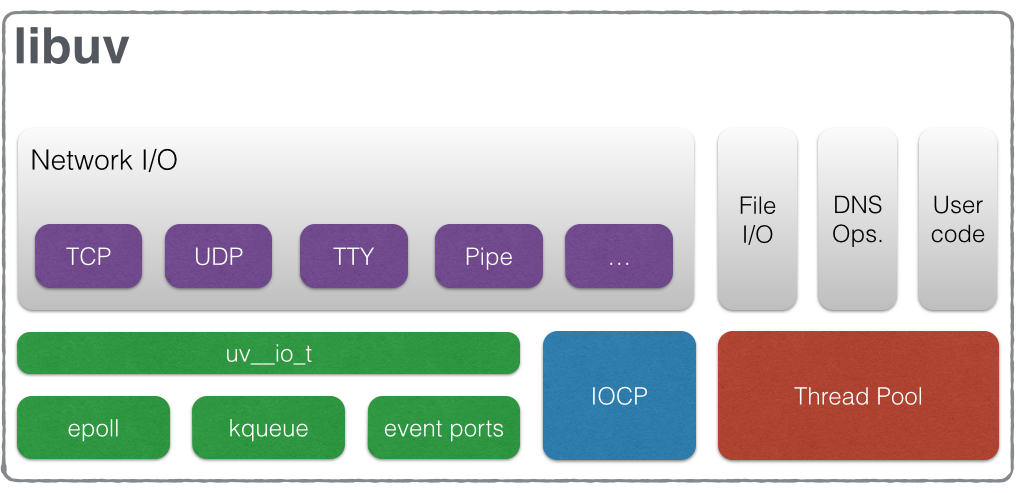 libuv
Network I/O
TCP
UDP
TTY
Pipe
...
File
I/O
DNS
Ops.
User
code
uv__io_t
epoll
kqueue
event ports
IOCP
Thread Pool